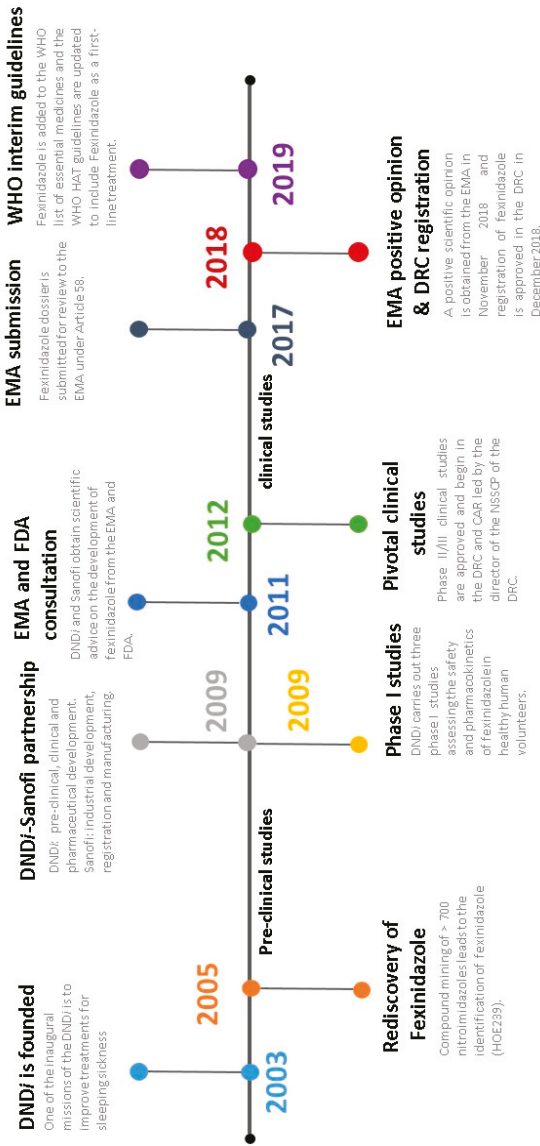 DNDi is founded
One of the inaugural
missions of the DNDi is to
improve treatments for
sleeping sickness
2003
2005
Rediscovery of
Fexinidazole
Compound mining of > 700
nitroimidazoles leads to the
identification of fexinidazole
(HOE239).
Pre-clinical studies
DNDi-Sanofi partnership
DNDi: pre-clinical, clinical and
pharmaceutical development.
Sanofi: industrial development,
registration and manufacturing.
2009
2009
Phase I studies
DNDi carries out three
phase I studies
assessing the safety
and pharmacokinetics
of fexinidazole in
healthy human
volunteers.
EMA and FDA
consultation
DNDi and Sanofi obtain scientific
advice on the development of
fexinidazole from the EMA and
FDA.
2011
2012
Pivotal clinical
studies
Phase II/III clinical studies
are approved and begin in
the DRC and CAR led by the
director of the NSSCP of the
DRC.
clinical studies
EMA submission
Fexinidazole dossier is
submitted for review to the
EMA under Article 58.
2017
2018
EMA positive opinion
& DRC registration
A positive scientific opinion
is obtained from the EMA in
November 2018 and
registration of fexinidazole
is approved in the DRC in
December 2018.
WHO interim guidelines
Fexinidazole is added to the WHO
list of essential medicines and the
WHO HAT guidelines are updated
to include Fexinidazole as a first-
line treatment.
2019